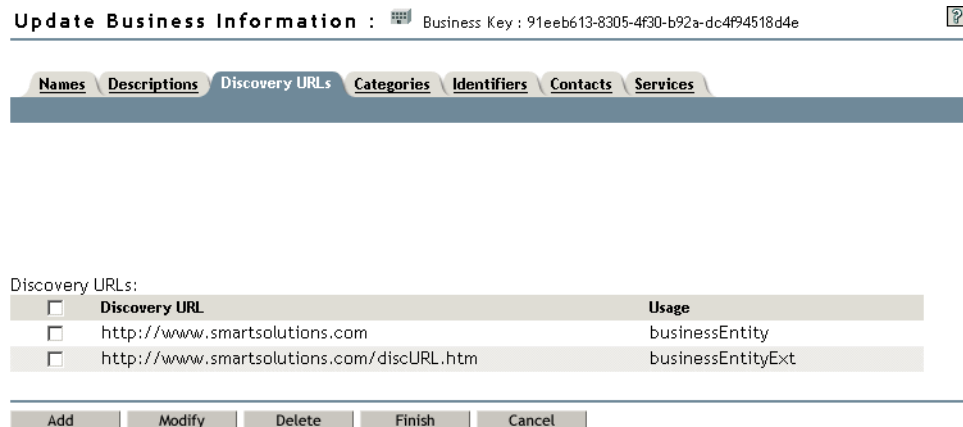 Update Business Information : Business Key : 91eeb613-8305-4f30-b92a-dc4f94518d4e ?
Names Descriptions Discovery URLs Categories Identifiers Contacts Services
Discovery URLs:
Discovery URL Usage
http://www.smartsolutions.com businessEntity
http://www.smartsolutions.com/discURL.htm businessEntityExt
Add Modify Delete Finish Cancel